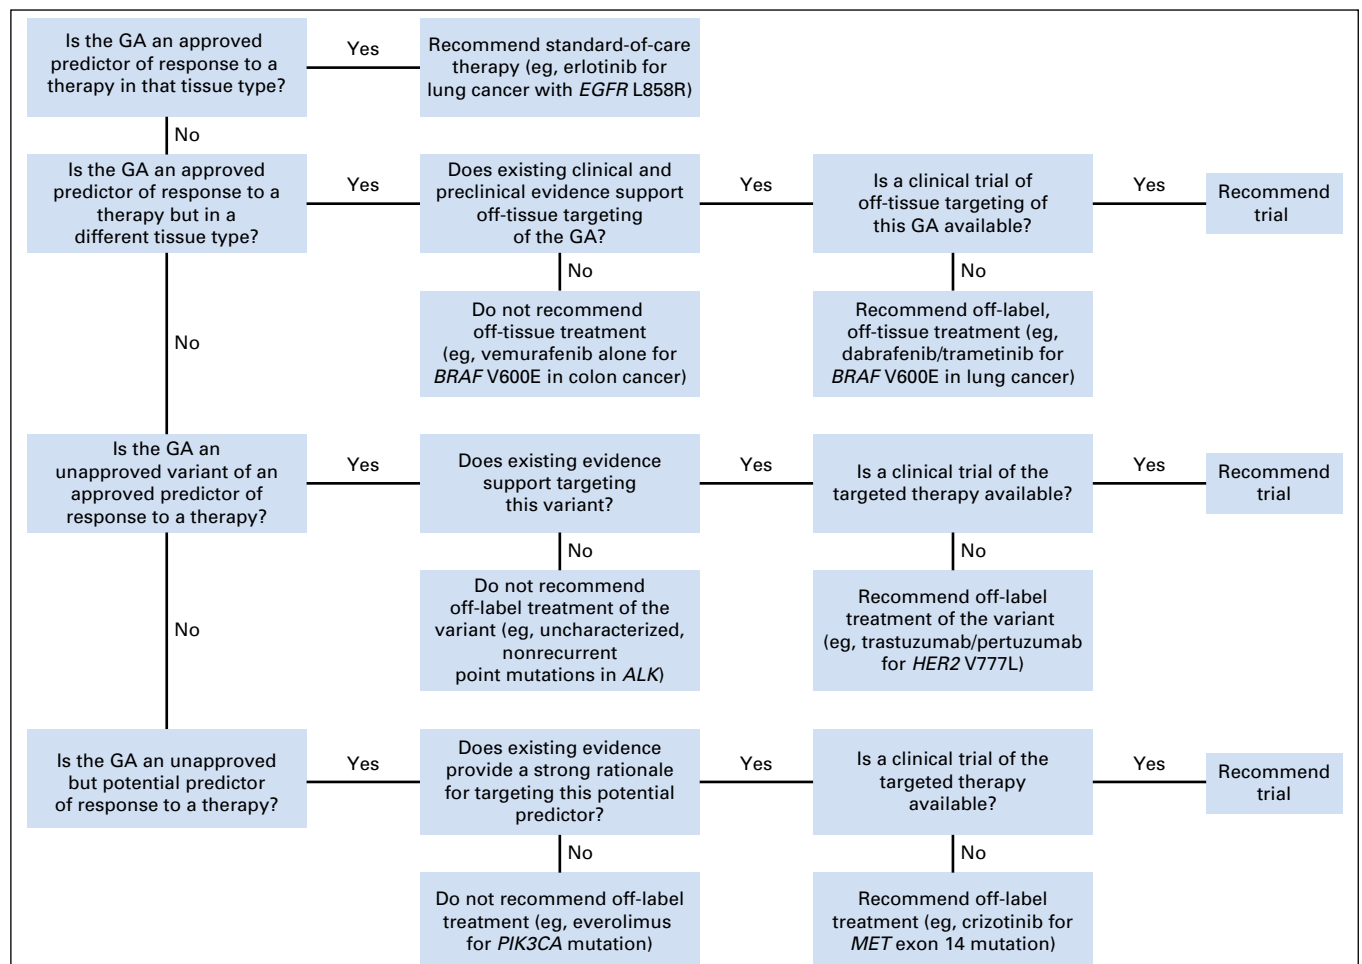 Is the GA an approved
predictor of response to a
therapy in that tissue type?
Yes
Recommend standard-of-care
therapy (eg, erlotinib for
lung cancer with EGFR L858R)
No
Is the GA an approved
predictor of response to a
therapy but in a
different tissue type?
Yes
Does existing clinical and
preclinical evidence support
off-tissue targeting
of the GA?
Yes
Is a clinical trial of
off-tissue targeting of
this GA available?
Yes
Recommend
trial
No
No
No
Do not recommend
off-tissue treatment
(eg, vemurafenib alone for
BRAF V600E in colon cancer)
Recommend off-label,
off-tissue treatment (eg,
dabrafenib/trametinib for
BRAF V600E in lung cancer)
Is the GA an
unapproved variant of an
approved predictor of
response to a therapy?
Yes
Does existing evidence
support targeting
this variant?
Yes
Is a clinical trial of the
targeted therapy available?
Yes
Recommend
trial
No
No
No
Do not recommend
off-label treatment of the
variant (eg, uncharacterized,
nonrecurrent
point mutations in ALK)
Recommend off-label
treatment of the variant
(eg, trastuzumab/pertuzumab
for HER2 V777L)
Is the GA an unapproved
but potential predictor
of response to a therapy?
Yes
Does existing evidence
provide a strong rationale
for targeting this potential
predictor?
Yes
Is a clinical trial of the
targeted therapy
available?
Yes
Recommend
trial
No
No
Do not recommend off-label
treatment (eg, everolimus
for PIK3CA mutation)
Recommend off-label
treatment (eg, crizotinib for
MET exon 14 mutation)